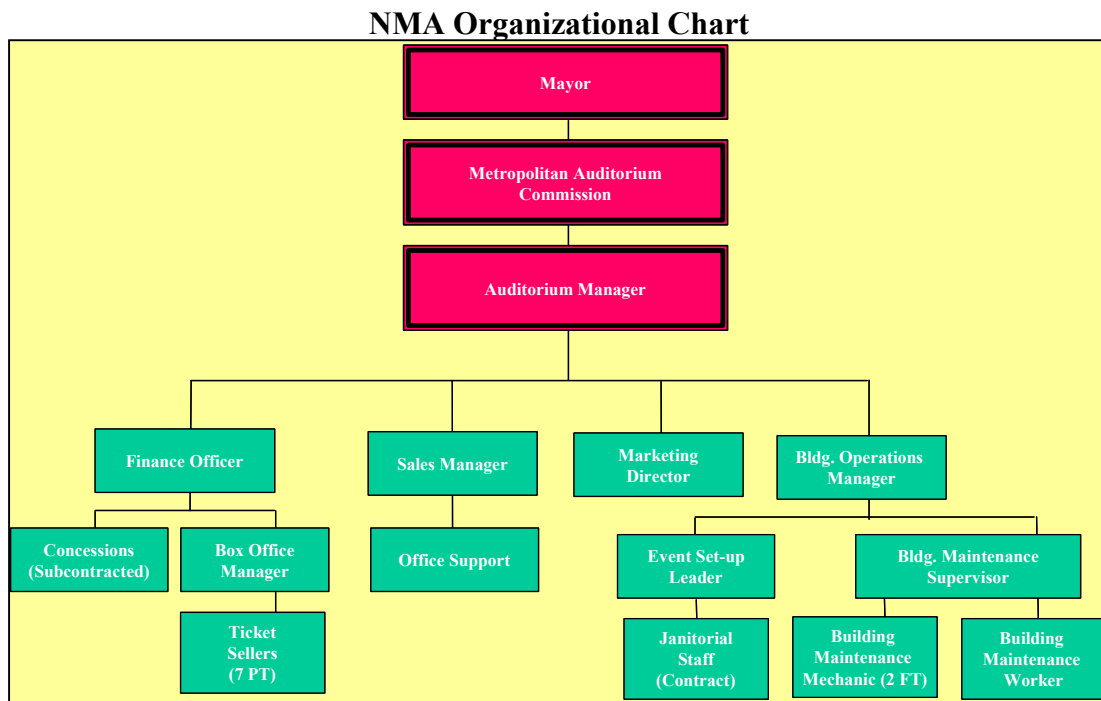 NMA Organizational Chart
Mayor
Metropolitan Auditorium
Commission
Auditorium Manager
Finance Officer
Sales Manager
Marketing
Director
Bldg. Operations
Manager
Concessions
(Subcontracted)
Box Office
Manager
Office Support
Event Set-up
Leader
Bldg. Maintenance
Supervisor
Ticket
Sellers
(7 PT)
Janitorial
Staff
(Contract)
Building
Maintenance
Mechanic (2 FT)
Building
Maintenance
Worker